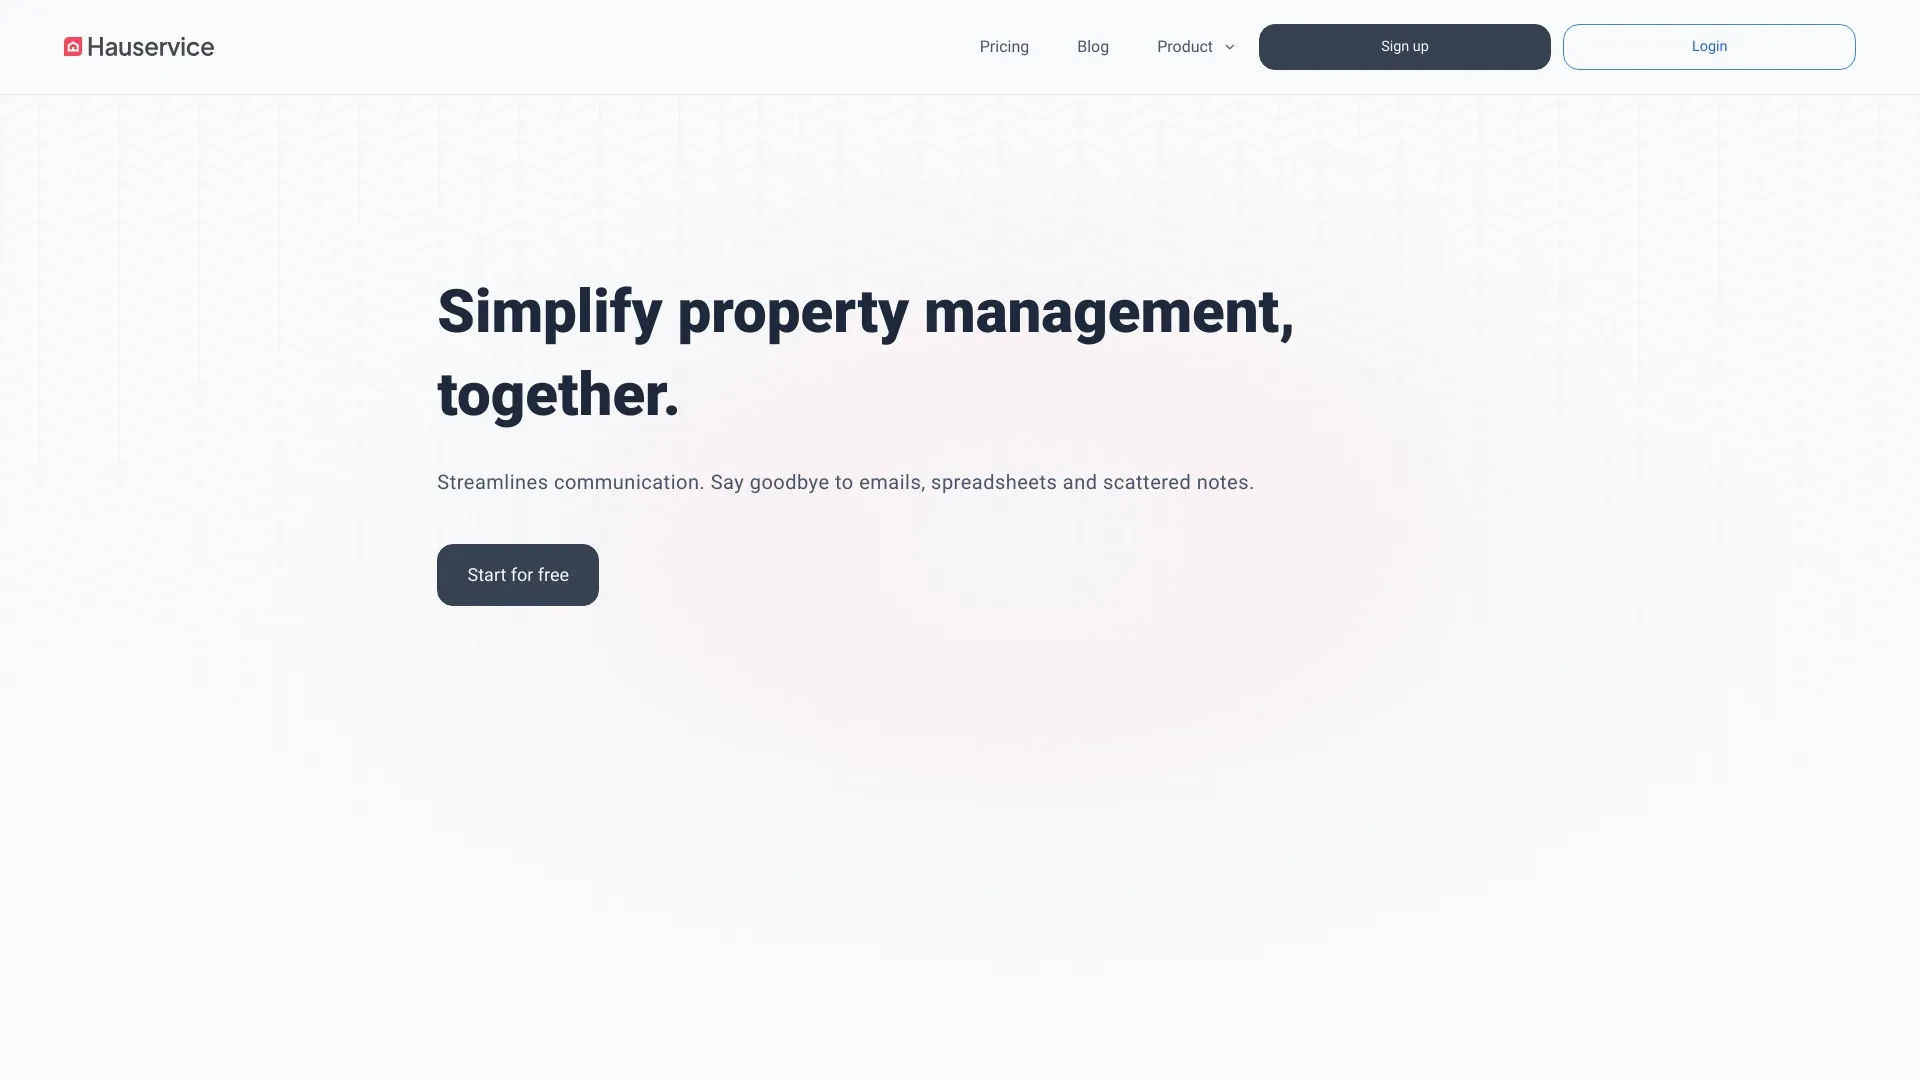 Hauservice
Pricing
Blog
Product
Sign up
Login
Simplify property management,
together.
Streamlines communication. Say goodbye to emails, spreadsheets and scattered notes.
Start for free